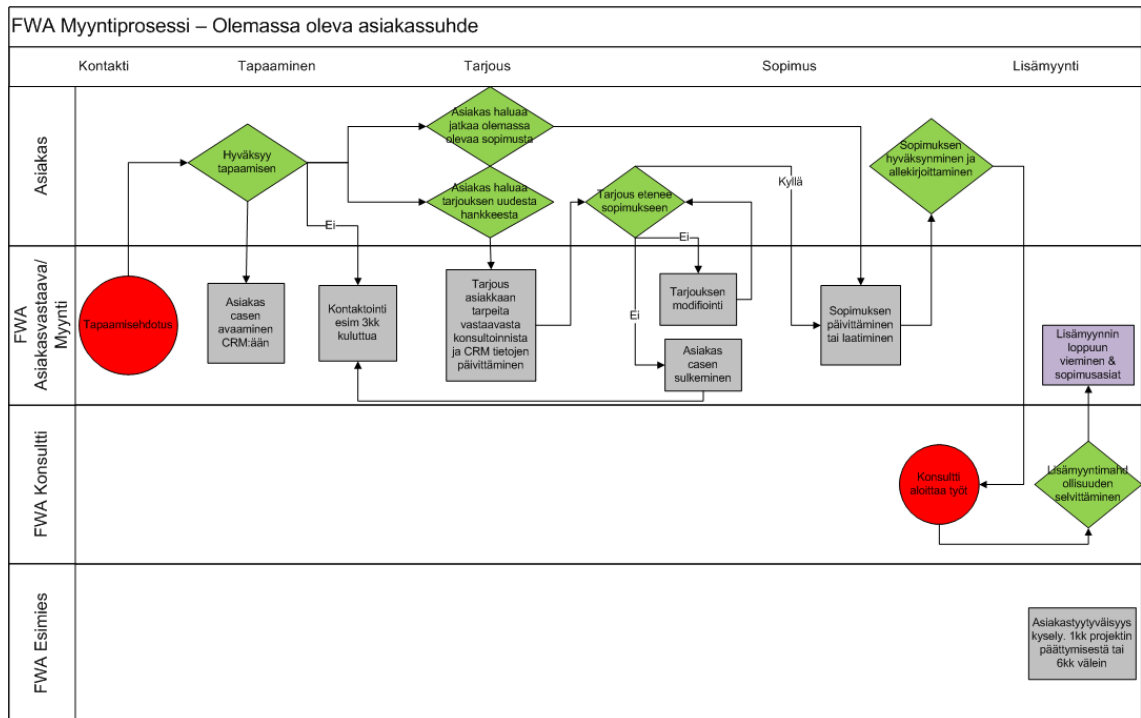 FWA Myyntiprosessi – Olemassa oleva asiakassuhde
Kontakti
Tapaaminen
Tarjous
Sopimus
Lisämyynti
Asiakas
Hyväksyy
tapaamisen
Asiakas haluaa
jatkaa olemassa
olevaa sopimusta
Asiakas haluaa
tarjouksen uudesta
hankkeesta
Tarjous etenee
sopimukseen
Kyllä
Sopimuksen
hyväksynminen ja
allekirjoittaminen
Ei
Ei
Ei
FWA
Asiakasvastaava/
Myynti
Tapaamisehdotus
Asiakas
casen
avaaminen
CRM:ään
Kontaktointi
esim 3kk
kuluttua
Tarjous
asiakkaan
tarpeita
vastaavasta
konsultoinnista
ja CRM tietojen
päivittäminen
Tarjouksen
modifiointi
Asiakas
casen
sulkeminen
Sopimuksen
päivittäminen
tai laatiminen
Lisämyynnin
loppuun
vieminen &
sopimusasiat
FWA Konsultti
Konsultti
aloittaa työt
Lisämyyntimahd
ollisuuden
selvittäminen
FWA Esimies
Asiakastyytyväisyys
kysely. 1kk projektin
päättymisestä tai
6kk välein